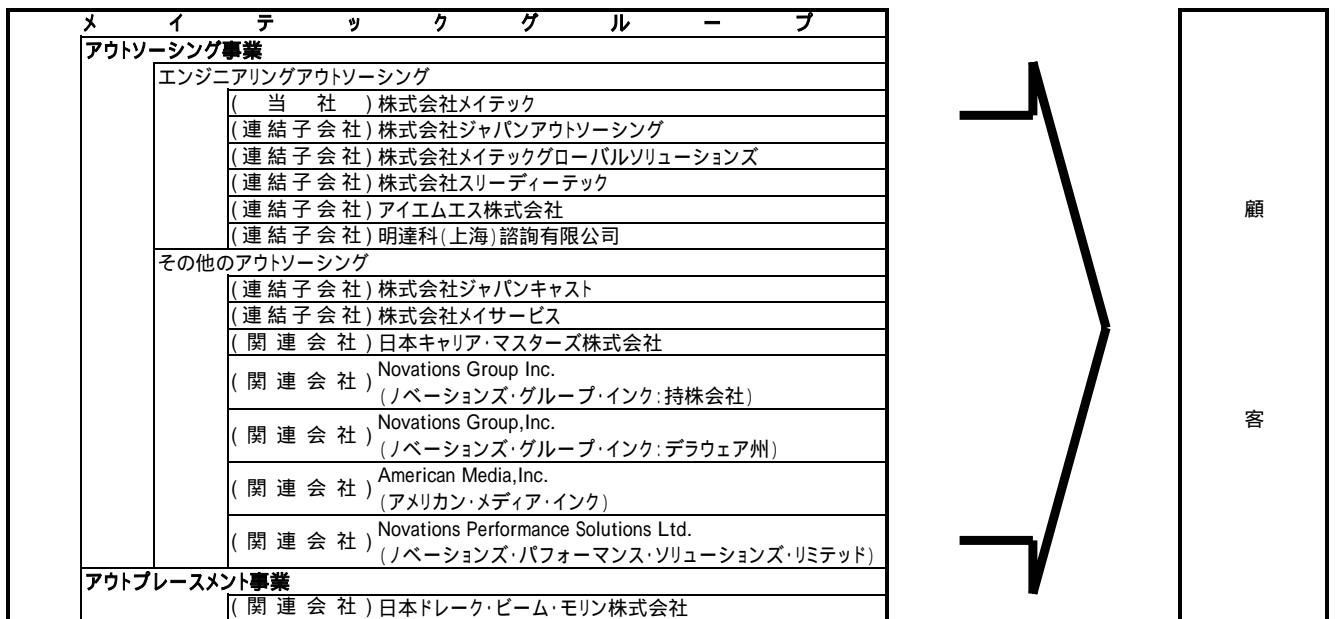 メイテックグループ
アウトソーシング事業
エンジニアリングアウトソーシング
(当社)株式会社メイテック
(連結子会社)株式会社ジャパンアウトソーシング
(連結子会社)株式会社メイテックグローバルソリューションズ
(連結子会社)株式会社スリーディーテック
(連結子会社)アイエムエス株式会社
(連結子会社)明達科(上海)諮詢有限公司
その他のアウトソーシング
(連結子会社)株式会社ジャパンキャスト
(連結子会社)株式会社メイサービス
(関連会社)日本キャリア・マスターズ株式会社
(関連会社)Novations Group Inc.
(ノベーションズ・グループ・インク:持株会社)
(関連会社)Novations Group,Inc.
(ノベーションズ・グループ・インク:デラウェア州)
(関連会社)American Media,Inc.
(アメリカン・メディア・インク)
(関連会社)Novations Performance Solutions Ltd.
(ノベーションズ・パフォーマンス・ソリューションズ・リミテッド)
アウトプレースメント事業
(関連会社)日本ドレーク・ビーム・モリン株式会社
顧
客